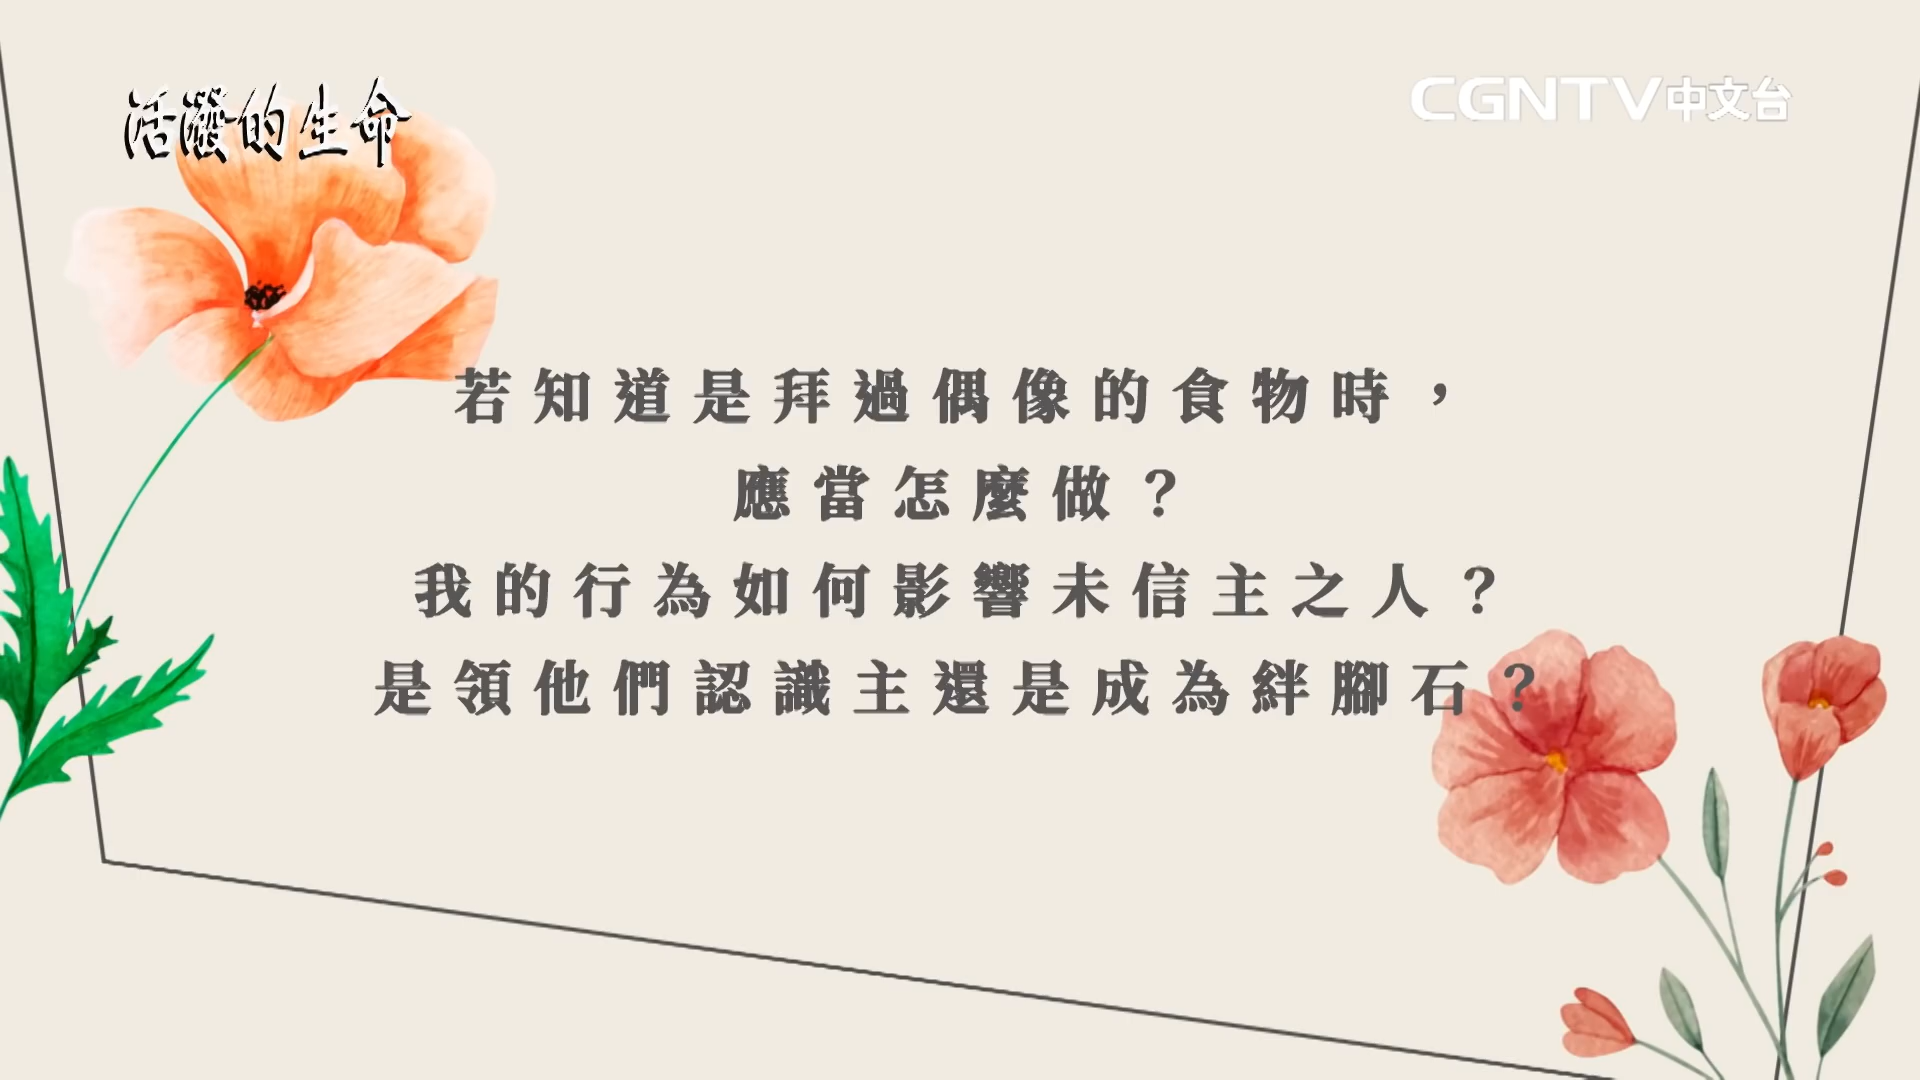 活潑的生命
CGNTV中文台
若知道是拜過偶像的食物時，
應當怎麼做？
我的行為如何影響未信主之人？
是領他們認識主還是成為絆腳石？